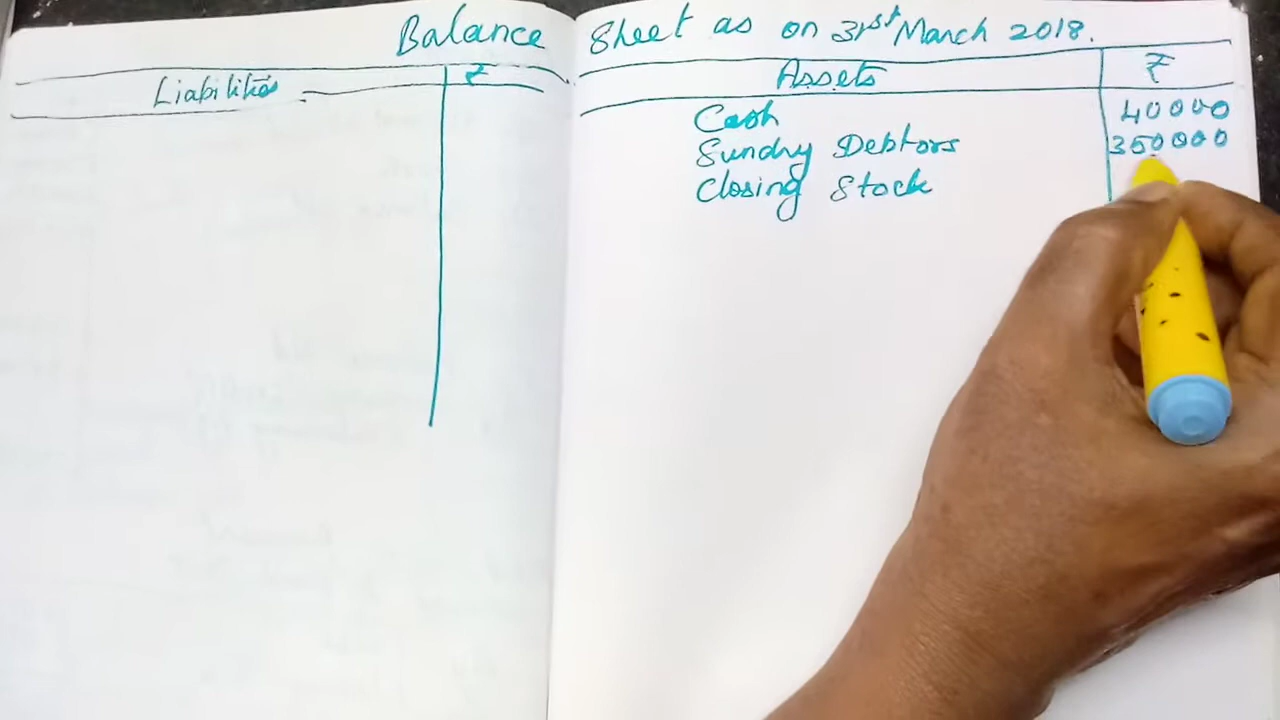 Balance Sheet as on 31st March 2018.
Liabilities ₹
Assets ₹
Cash 40000
Sundry Debtors 350000
Closing Stock